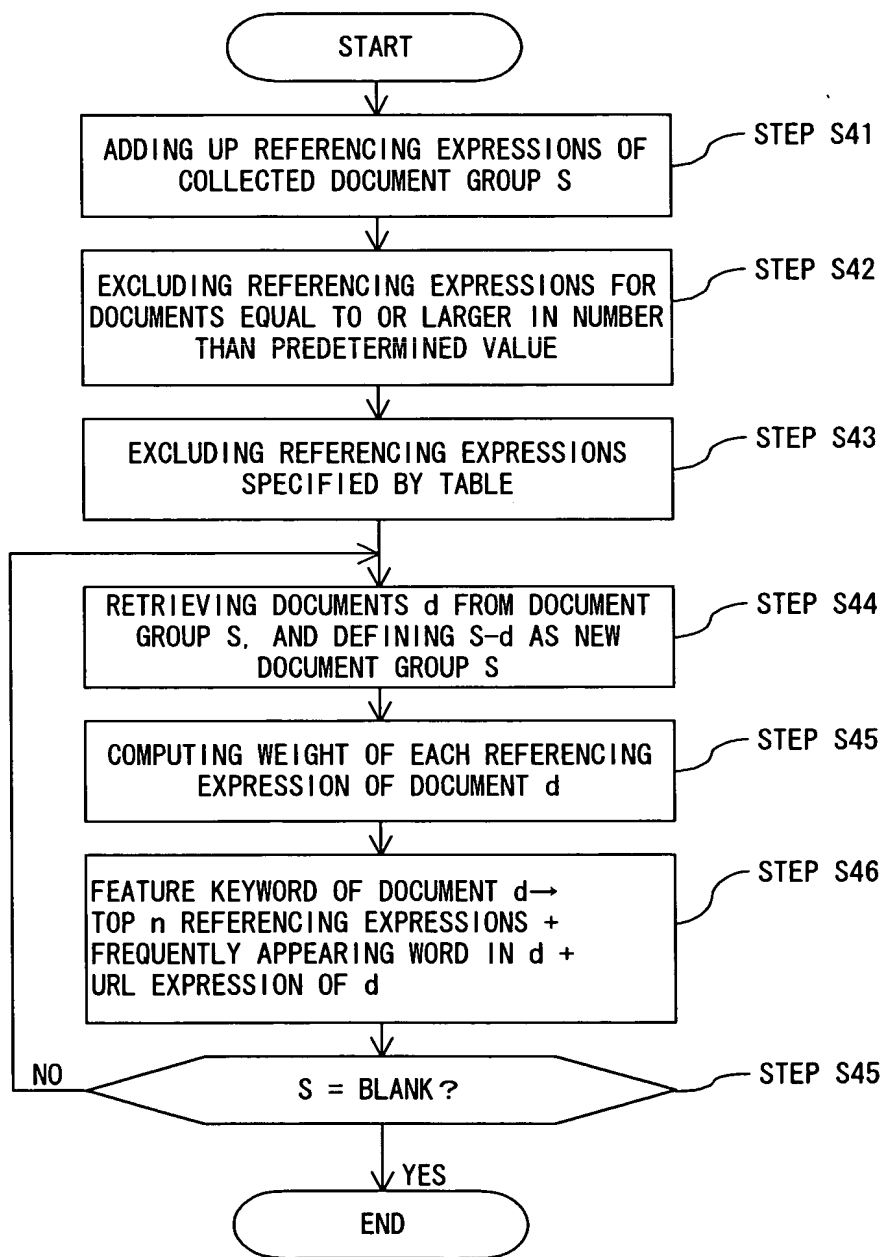 START
ADDING UP REFERENCING EXPRESSIONS OF
COLLECTED DOCUMENT GROUP S
STEP S41
EXCLUDING REFERENCING EXPRESSIONS FOR
DOCUMENTS EQUAL TO OR LARGER IN NUMBER
THAN PREDETERMINED VALUE
STEP S42
EXCLUDING REFERENCING EXPRESSIONS
SPECIFIED BY TABLE
STEP S43
RETRIEVING DOCUMENTS d FROM DOCUMENT
GROUP S, AND DEFINING S-d AS NEW
DOCUMENT GROUP S
STEP S44
COMPUTING WEIGHT OF EACH REFERENCING
EXPRESSION OF DOCUMENT d
STEP S45
FEATURE KEYWORD OF DOCUMENT d→
TOP n REFERENCING EXPRESSIONS +
FREQUENTLY APPEARING WORD IN d +
URL EXPRESSION OF d
STEP S46
NO
S = BLANK?
STEP S45
YES
END